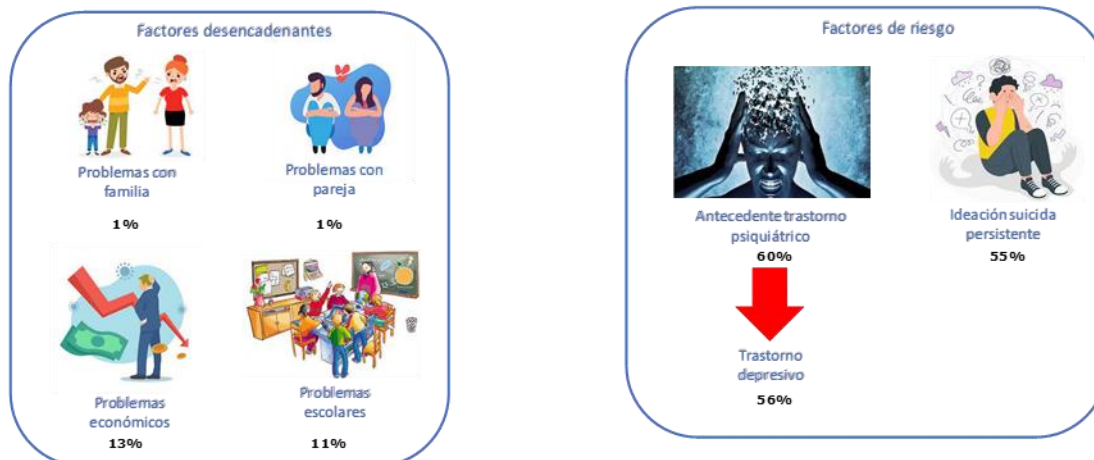 Factores desencadenantes
Problemas con
familia
1%
Problemas con
pareja
1%
Problemas
económicos
13%
Problemas
escolares
11%
Factores de riesgo
Antecedente trastorno
psiquiátrico
60%
Ideación suicida
persistente
55%
Trastorno
depresivo
56%